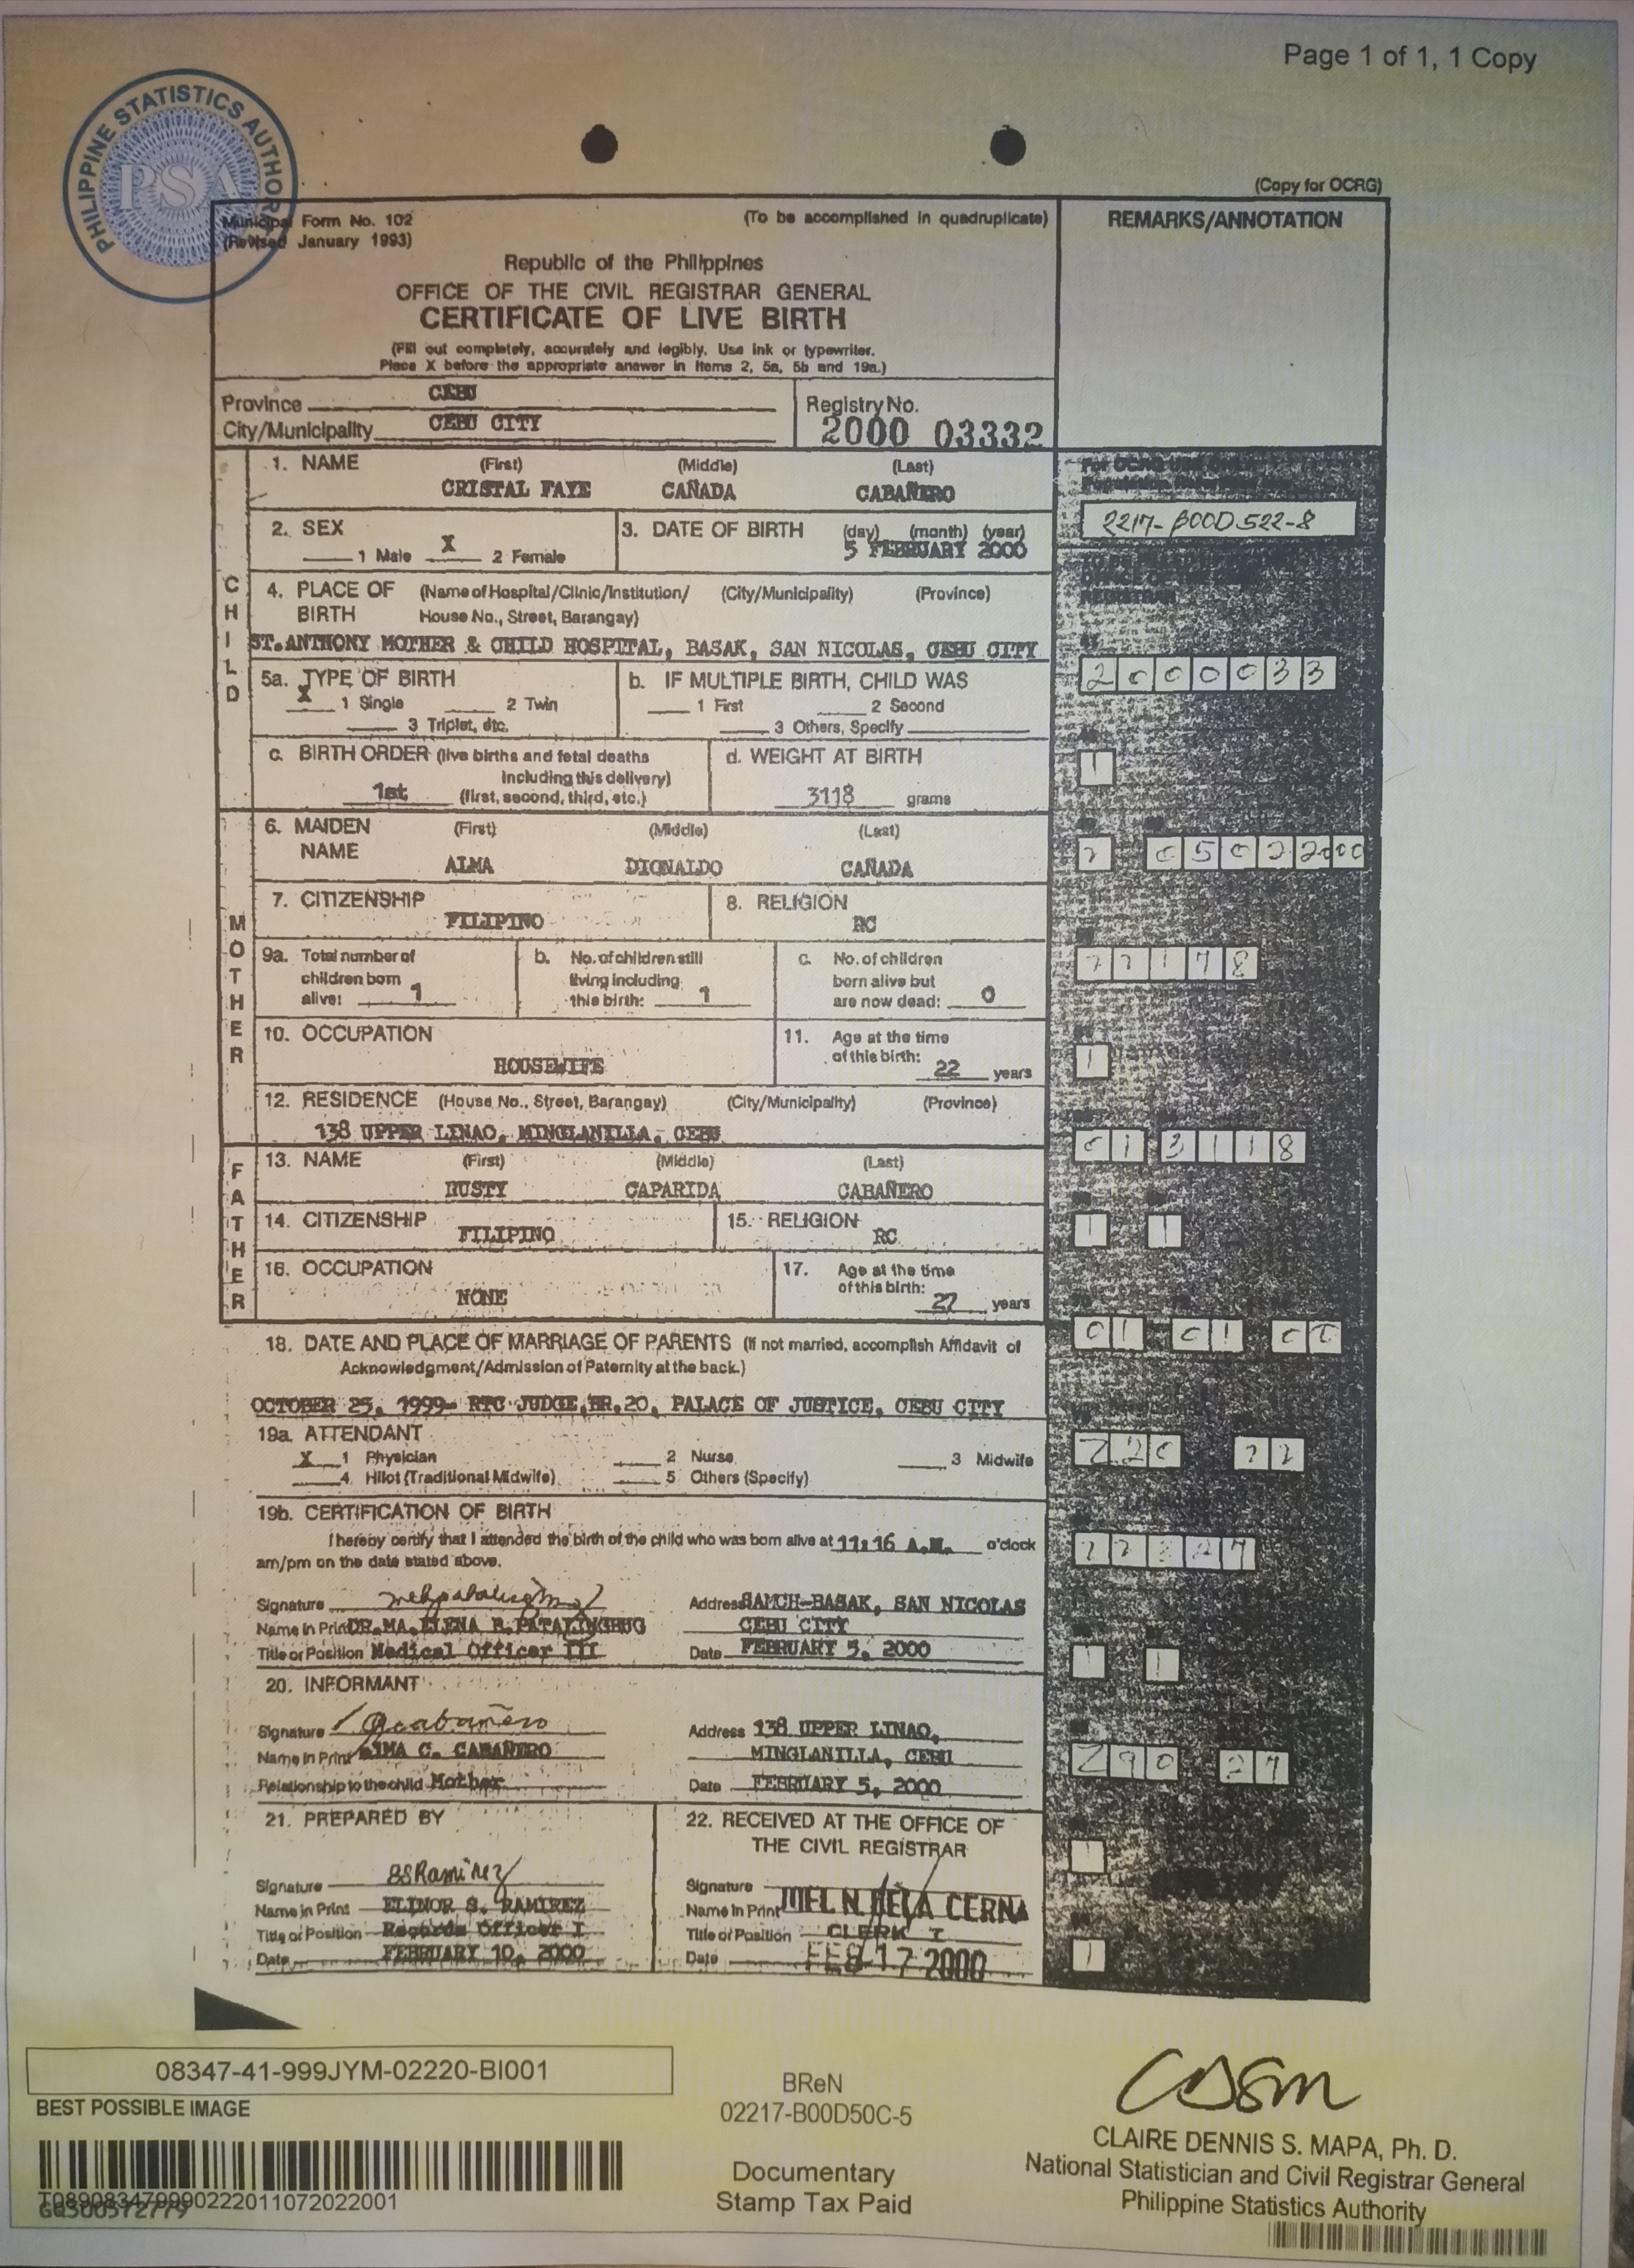 Page 1 of 1, 1 Copy
PHILIPPINE STATISTICS AUTHORITY
PSA
(Copy for OCRG)
Municipal Form No. 102
(Revised January 1993)
(To be accomplished in quadruplicate)
REMARKS/ANNOTATION
Republic of the Philippines
OFFICE OF THE CIVIL REGISTRAR GENERAL
CERTIFICATE OF LIVE BIRTH
(Fill out completely, accurately and legibly. Use ink or typewriter.
Place X before the appropriate answer in items 2, 5a, 5b and 19a.)
Province CEBU
City/Municipality CEBU CITY
Registry No.
2000 03332
CHILD
1. NAME (First) (Middle) (Last)
CRISTAL FAYE CAÑADA CABAÑERO
2217-B00D522-8
2. SEX
1 Male X 2 Female
3. DATE OF BIRTH (day) (month) (year)
5 FEBRUARY 2000
4. PLACE OF BIRTH (Name of Hospital/Clinic/Institution/ (City/Municipality) (Province)
House No., Street, Barangay)
ST.ANTHONY MOTHER & CHILD HOSPITAL, BASAK, SAN NICOLAS, CEBU CITY
5a. TYPE OF BIRTH
X 1 Single 2 Twin
3 Triplet, etc.
b. IF MULTIPLE BIRTH, CHILD WAS
1 First 2 Second
3 Others, Specify
c. BIRTH ORDER (live births and fetal deaths
including this delivery)
1st (first, second, third, etc.)
d. WEIGHT AT BIRTH
3118 grams
MOTHER
6. MAIDEN NAME (First) (Middle) (Last)
ALMA DIONALDO CAÑADA
7. CITIZENSHIP
FILIPINO
8. RELIGION
RC
9a. Total number of
children born
alive: 1
b. No. of children still
living including
this birth: 1
c. No. of children
born alive but
are now dead: 0
10. OCCUPATION
HOUSEWIFE
11. Age at the time
of this birth:
22 years
12. RESIDENCE (House No., Street, Barangay) (City/Municipality) (Province)
138 UPPER LINAO, MINGLANILLA, CEBU
FATHER
13. NAME (First) (Middle) (Last)
RUSTY CAPARIDA CABAÑERO
14. CITIZENSHIP
FILIPINO
15. RELIGION
RC
16. OCCUPATION
NONE
17. Age at the time
of this birth:
27 years
18. DATE AND PLACE OF MARRIAGE OF PARENTS (If not married, accomplish Affidavit of
Acknowledgment/Admission of Paternity at the back.)
OCTOBER 25, 1999- RTC JUDGE,BR.20, PALACE OF JUSTICE, CEBU CITY
19a. ATTENDANT
X 1 Physician 2 Nurse 3 Midwife
4 Hilot (Traditional Midwife) 5 Others (Specify)
19b. CERTIFICATION OF BIRTH
I hereby certify that I attended the birth of the child who was born alive at 11:16 A.M. o'clock
am/pm on the date stated above.
Signature
Name in Print DR.MA.ELENA R.PATALINGHUG
Title or Position Medical Officer III
Address SAMCH-BASAK, SAN NICOLAS
CEBU CITY
Date FEBRUARY 5, 2000
20. INFORMANT
Signature
Name in Print ALMA C. CABAÑERO
Relationship to the child Mother
Address 138 UPPER LINAO,
MINGLANILLA, CEBU
Date FEBRUARY 5, 2000
21. PREPARED BY
Signature SSRamirez
Name in Print ELINOR S. RAMIREZ
Title or Position Records Officer I
Date FEBRUARY 10, 2000
22. RECEIVED AT THE OFFICE OF
THE CIVIL REGISTRAR
Signature
Name in Print N. DELA CERNA
Title or Position CLERK I
Date FEB 17 2000
08347-41-999JYM-02220-BI001
BEST POSSIBLE IMAGE
BReN
02217-B00D50C-5
Documentary
Stamp Tax Paid
CLAIRE DENNIS S. MAPA, Ph. D.
National Statistician and Civil Registrar General
Philippine Statistics Authority